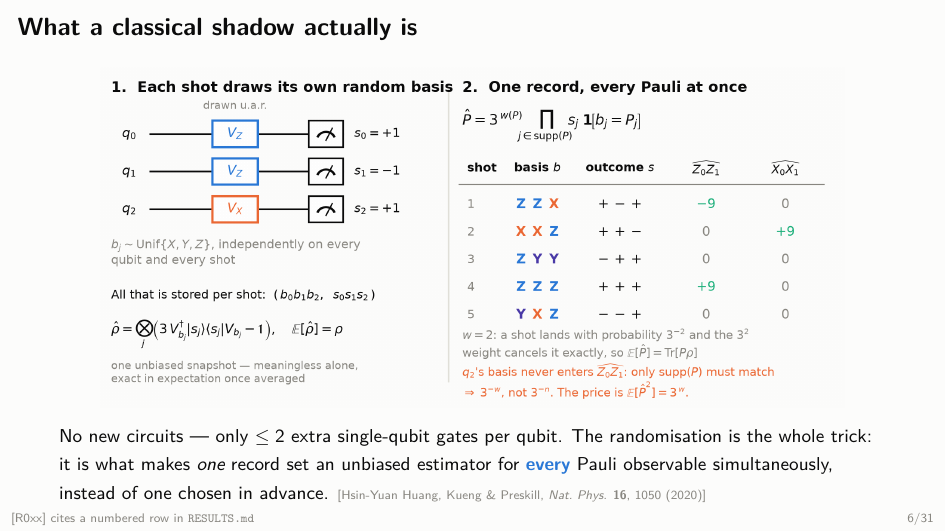 What a classical shadow actually is
1. Each shot draws its own random basis
drawn u.a.r.
q₀ V_Z s₀ = +1
q₁ V_Z s₁ = −1
q₂ V_X s₂ = +1
b_j ~ Unif{X, Y, Z}, independently on every
qubit and every shot
All that is stored per shot: (b₀b₁b₂, s₀s₁s₂)
ρ̂ = ⨂_j (3 V†_{b_j}|s_j⟩⟨s_j|V_{b_j} − 1), 𝔼[ρ̂] = ρ
one unbiased snapshot — meaningless alone,
exact in expectation once averaged
2. One record, every Pauli at once
P̂ = 3^{w(P)} ∏_{j∈supp(P)} s_j 1[b_j = P_j]
shot basis b outcome s \widehat{Z₀Z₁} \widehat{X₀X₁}
1 Z Z X + − + −9 0
2 X X Z + + − 0 +9
3 Z Y Y − + + 0 0
4 Z Z Z + + + +9 0
5 Y X Z − − + 0 0
w = 2: a shot lands with probability 3⁻² and the 3²
weight cancels it exactly, so 𝔼[P̂] = Tr[Pρ]
q₂'s basis never enters \widehat{Z₀Z₁}: only supp(P) must match
⇒ 3^{−w}, not 3^{−n}. The price is 𝔼[P̂²] = 3^w.
No new circuits — only ≤ 2 extra single-qubit gates per qubit. The randomisation is the whole trick:
it is what makes one record set an unbiased estimator for every Pauli observable simultaneously,
instead of one chosen in advance. [Hsin-Yuan Huang, Kueng & Preskill, Nat. Phys. 16, 1050 (2020)]
[R0xx] cites a numbered row in RESULTS.md
6/31